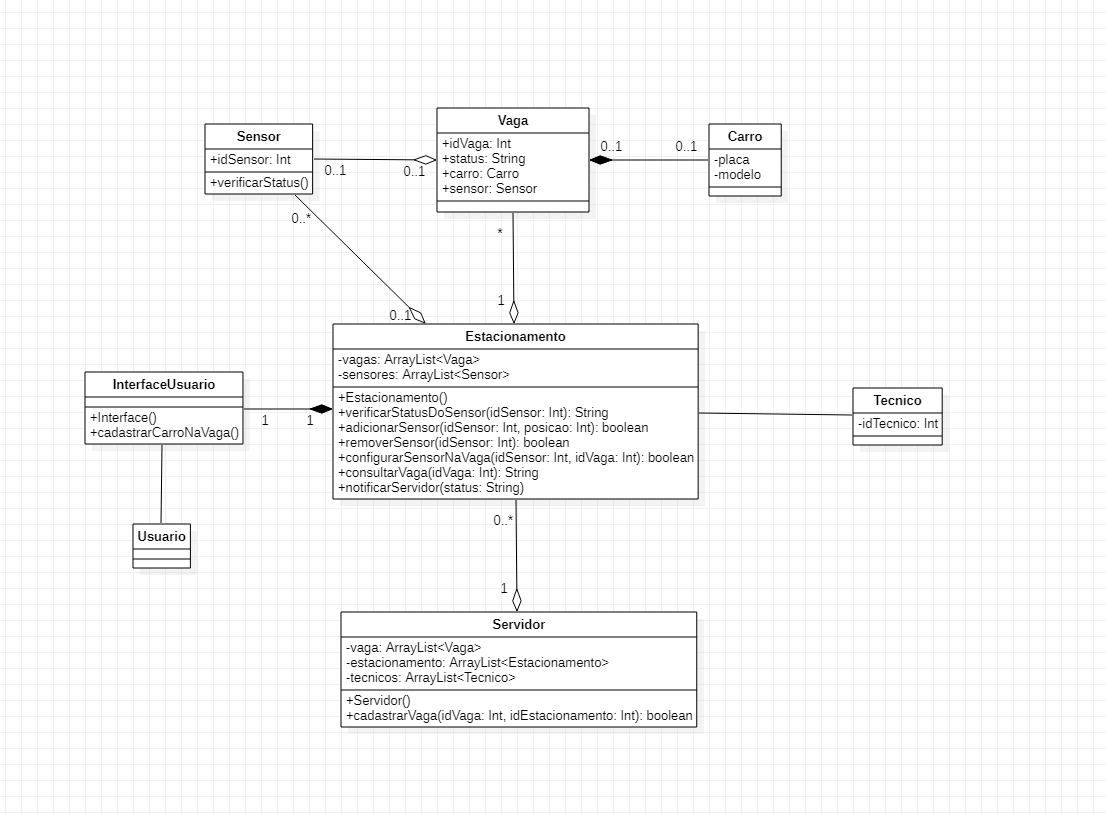 Sensor
+idSensor: Int
+verificarStatus()
Vaga
+idVaga: Int
+status: String
+carro: Carro
+sensor: Sensor
Carro
-placa
-modelo
0..1
0..1
0..1
0..1
0..*
0..1
*
1
Estacionamento
-vagas: ArrayList<Vaga>
-sensores: ArrayList<Sensor>
+Estacionamento()
+verificarStatusDoSensor(idSensor: Int): String
+adicionarSensor(idSensor: Int, posicao: Int): boolean
+removerSensor(idSensor: Int): boolean
+configurarSensorNaVaga(idSensor: Int, idVaga: Int): boolean
+consultarVaga(idVaga: Int): String
+notificarServidor(status: String)
InterfaceUsuario
+Interface()
+cadastrarCarroNaVaga()
1
1
Tecnico
-idTecnico: Int
Usuario
0..*
1
Servidor
-vaga: ArrayList<Vaga>
-estacionamento: ArrayList<Estacionamento>
-tecnicos: ArrayList<Tecnico>
+Servidor()
+cadastrarVaga(idVaga: Int, idEstacionamento: Int): boolean